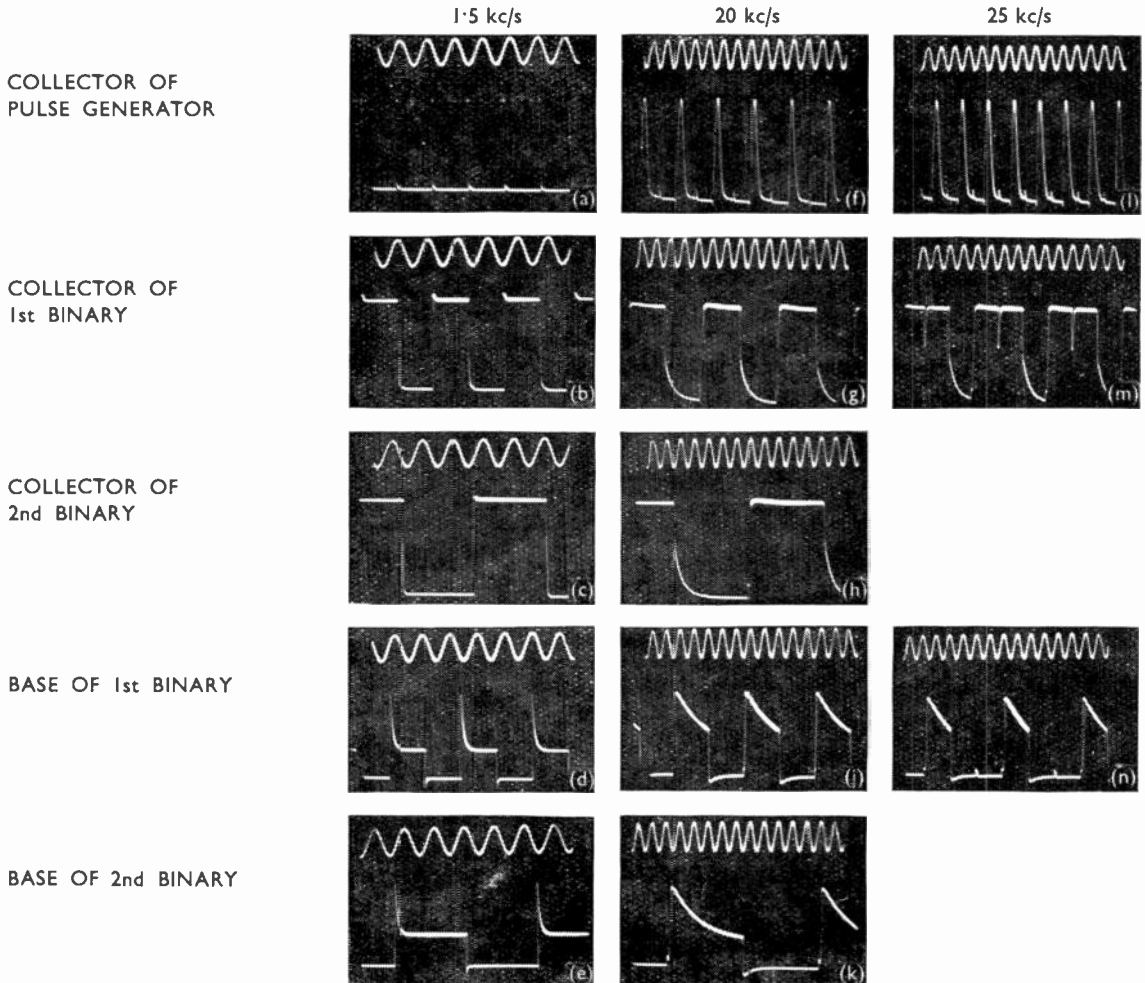 1·5 kc/s 20 kc/s 25 kc/s
COLLECTOR OF
PULSE GENERATOR
(a) (f) (l)
COLLECTOR OF
1st BINARY
(b) (g) (m)
COLLECTOR OF
2nd BINARY
(c) (h)
BASE OF 1st BINARY
(d) (j) (n)
BASE OF 2nd BINARY
(e) (k)